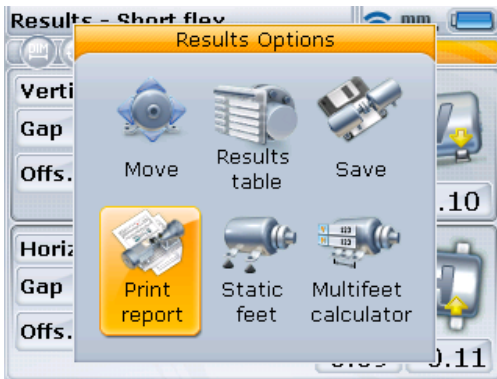 Results - Short flex
mm
Results Options
Verti
Gap
Offs.
Move
Results
table
Save
.10
Horiz
Gap
Offs.
Print
report
Static
feet
Multifeet
calculator
0.11